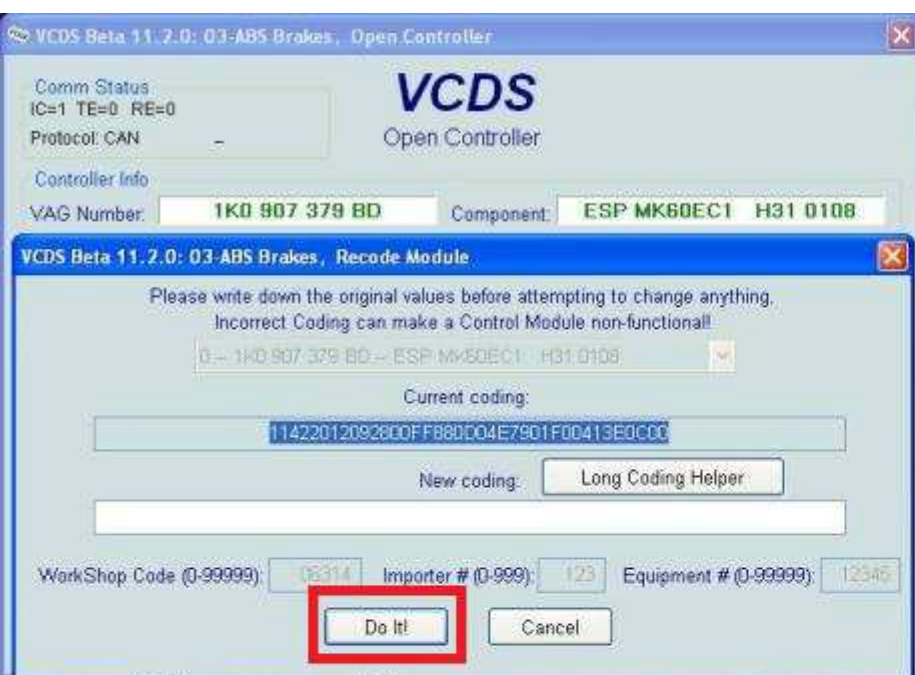 VCDS Beta 11.2.0: 03-ABS Brakes, Open Controller
Comm Status
IC=1 TE=0 RE=0
Protocol: CAN
VCDS
Open Controller
Controller Info
VAG Number: 1K0 907 379 BD Component: ESP MK60EC1 H31 0108
VCDS Beta 11.2.0: 03-ABS Brakes, Recode Module
Please write down the original values before attempting to change anything.
Incorrect Coding can make a Control Module non-functional!
0 -- 1K0 907 379 BD -- ESP MK60EC1 H31 0108
Current coding:
New coding: Long Coding Helper
WorkShop Code (0-99999): 06314 Importer # (0-999): 123 Equipment # (0-99999): 12345
Do It! Cancel